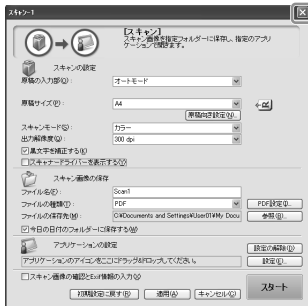 スキャン-1
[スキャン]
スキャン画像を指定フォルダーに保存し、指定のアプリ
ケーションで開きます。
スキャンの設定
原稿の入力部(O):
オートモード
原稿サイズ(P):
A4
原稿向き設定(N)...
スキャンモード(S):
カラー
出力解像度(L):
300 dpi
黒文字を補正する(K)
スキャナードライバーを表示する(V)
スキャン画像の保存
ファイル名(E):
Scan1
ファイルの種類(T):
PDF
PDF設定(D)...
ファイルの保存先(M):
C:¥Documents and Settings¥User01¥My Docu
参照(B)...
今日の日付のフォルダーに保存する(W)
アプリケーションの設定
設定の解除(D)
アプリケーションのアイコンをここにドラッグ&ドロップしてください。
設定(E)...
スキャン画像の確認とExif情報の入力(X)
初期設定に戻す(R)
適用(A)
キャンセル(C)
スタート